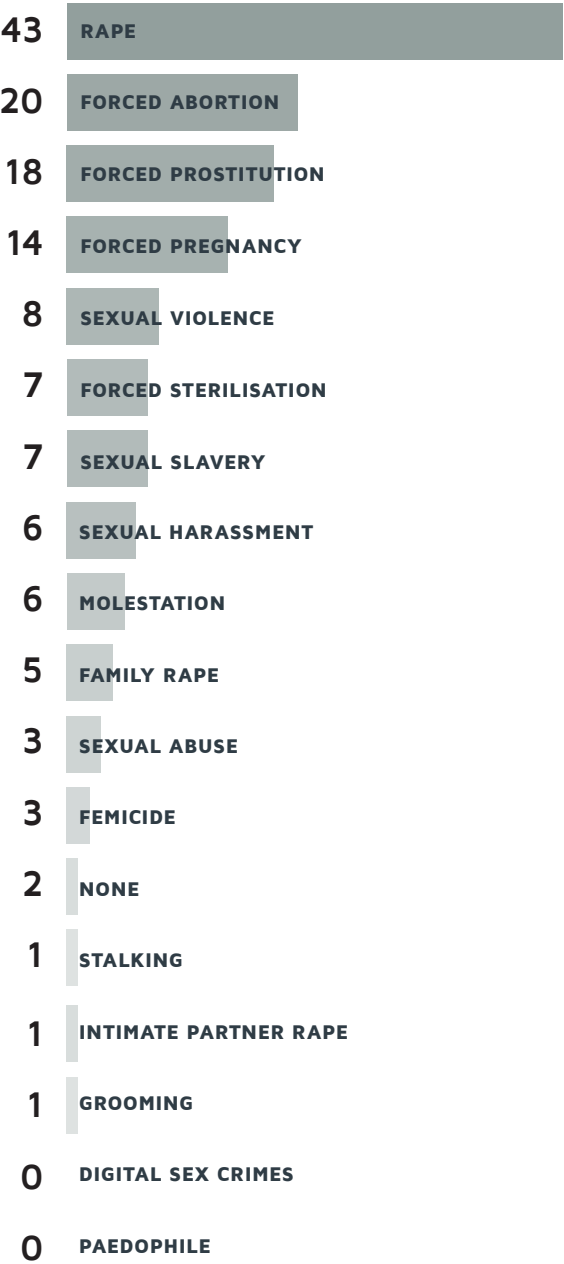 43 RAPE
20 FORCED ABORTION
18 FORCED PROSTITUTION
14 FORCED PREGNANCY
8 SEXUAL VIOLENCE
7 FORCED STERILISATION
7 SEXUAL SLAVERY
6 SEXUAL HARASSMENT
6 MOLESTATION
5 FAMILY RAPE
3 SEXUAL ABUSE
3 FEMICIDE
2 NONE
1 STALKING
1 INTIMATE PARTNER RAPE
1 GROOMING
0 DIGITAL SEX CRIMES
0 PAEDOPHILE